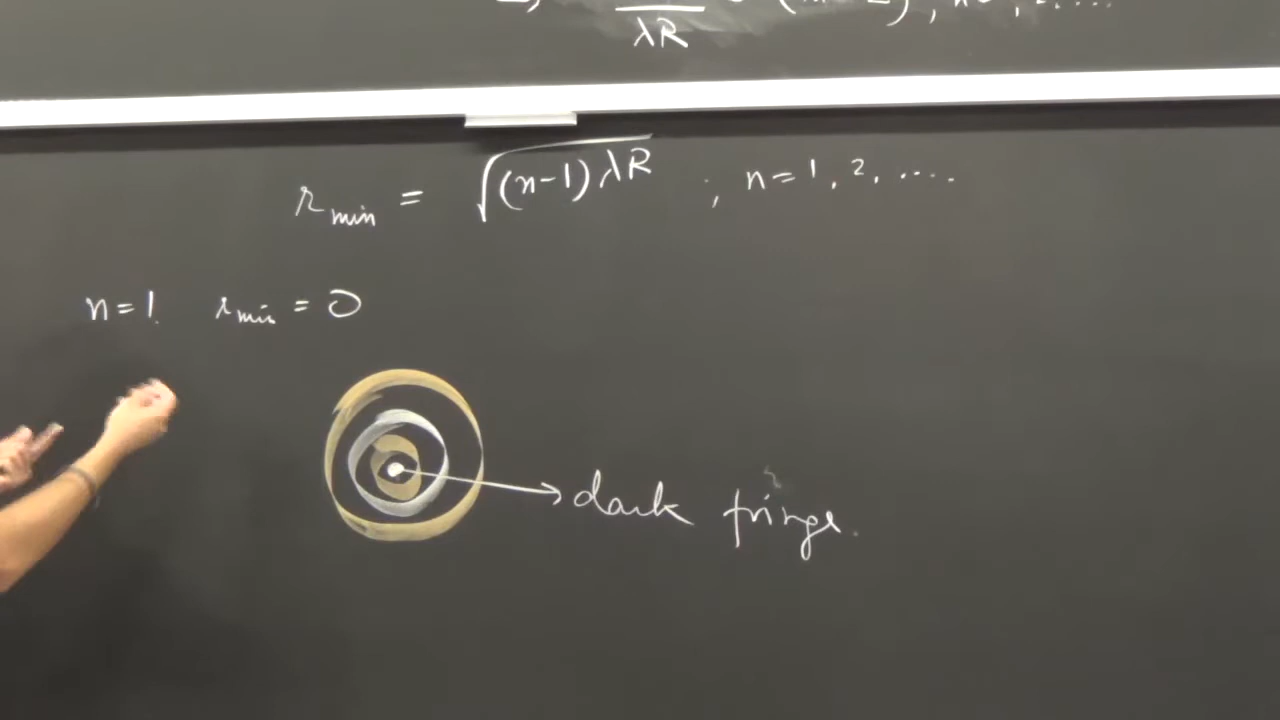 λR
r_min = √(n-1)λR ; n=1, 2, ....
n=1. r_min = 0
dark fringe.